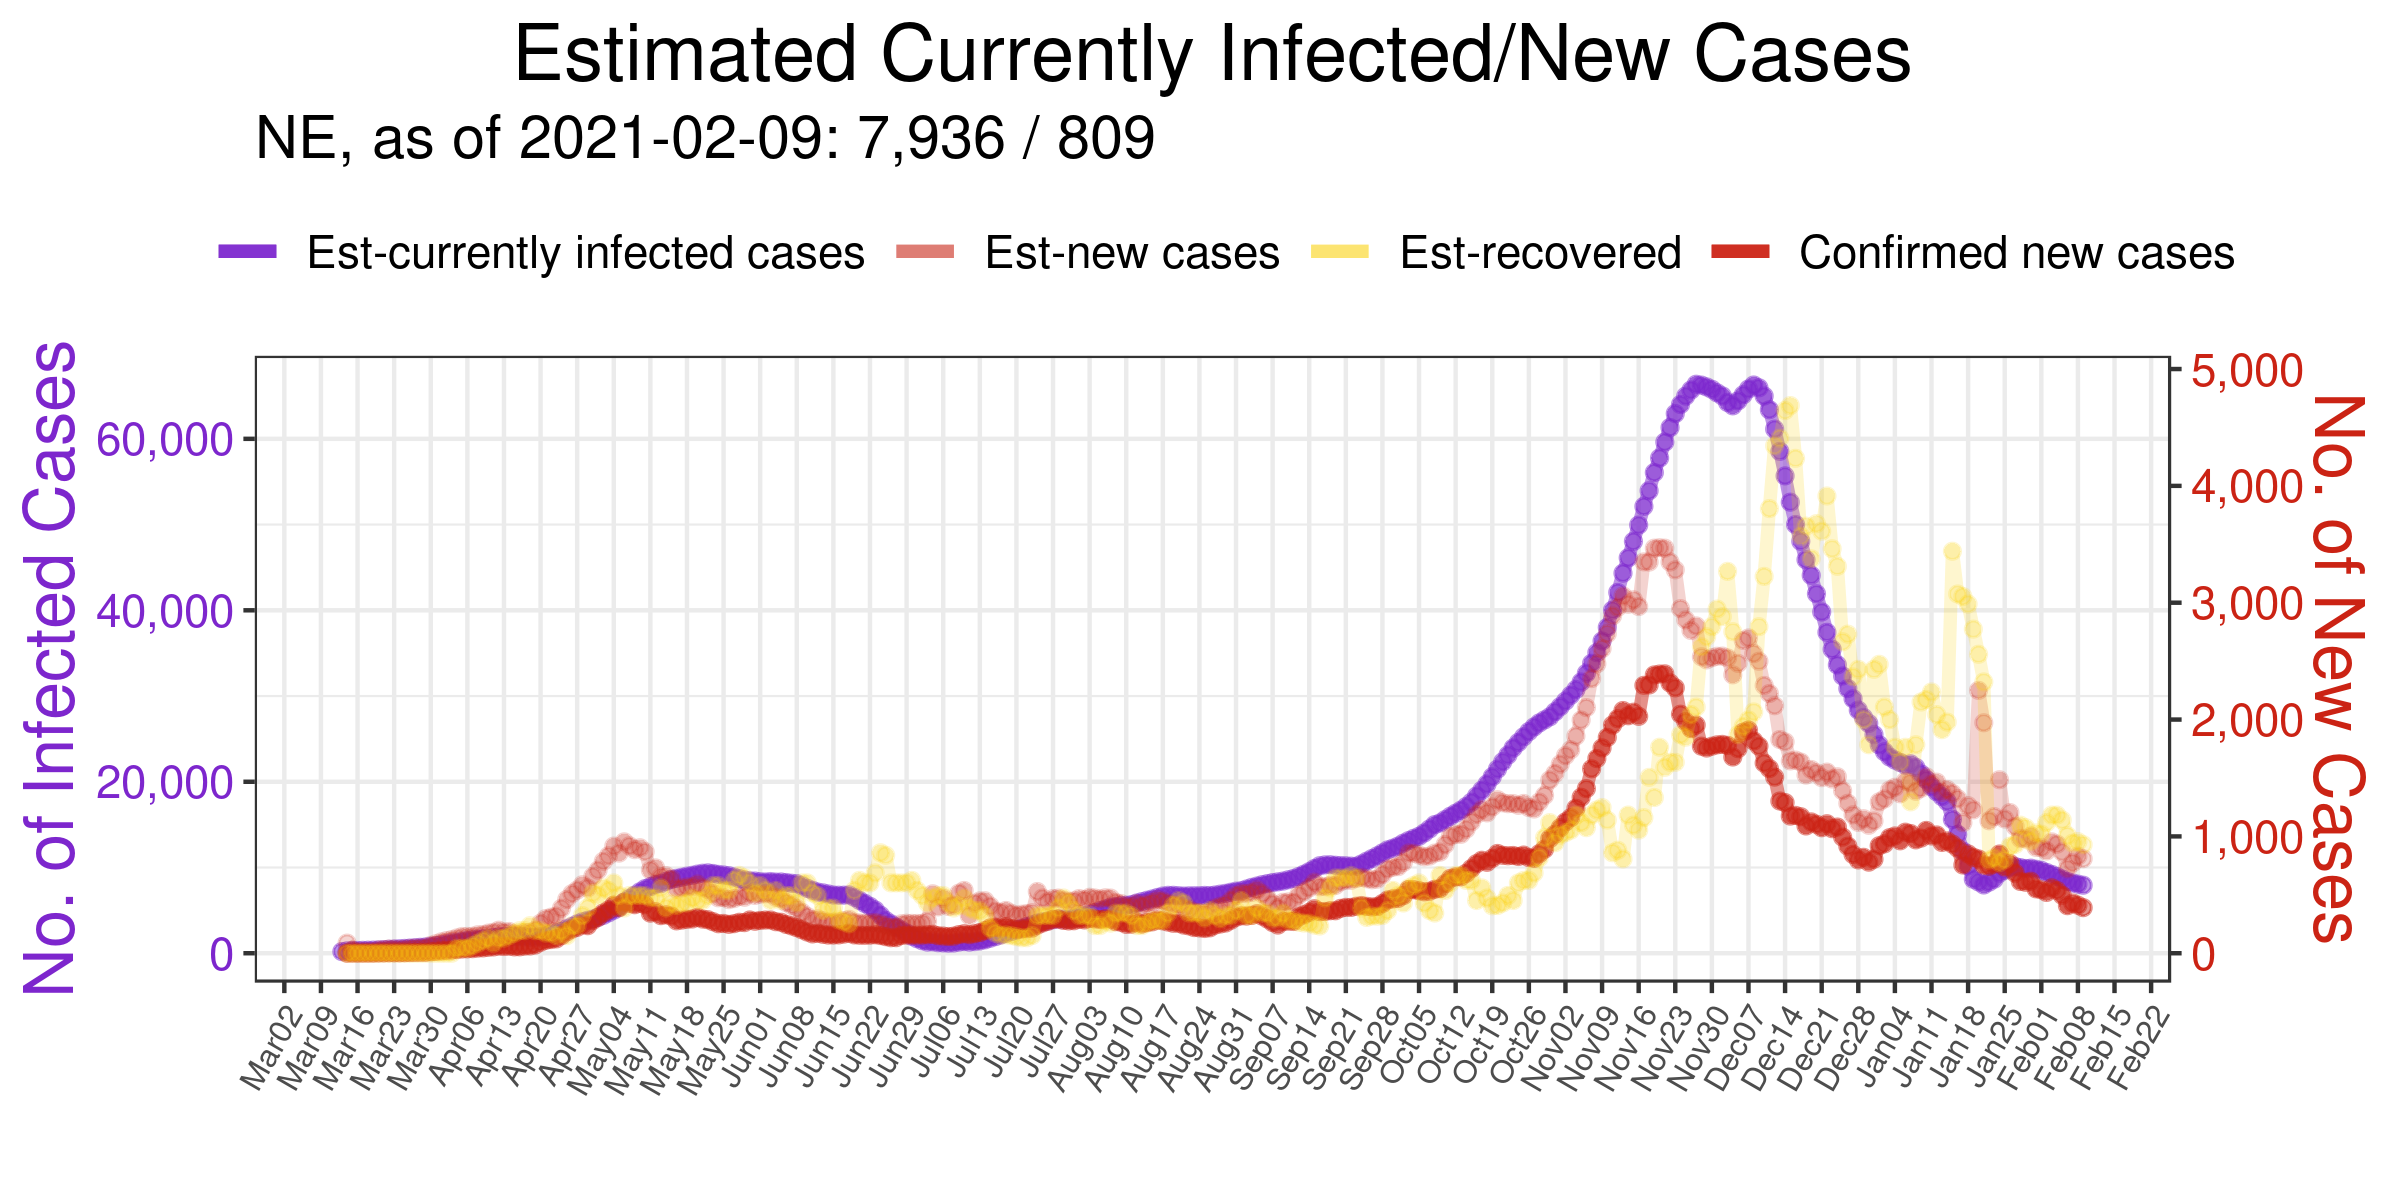 Estimated Currently Infected/New Cases
NE, as of 2021-02-09: 7,936 / 809
Est-currently infected cases Est-new cases Est-recovered Confirmed new cases
No. of Infected Cases
60,000
40,000
20,000
0
5,000
4,000
3,000
2,000
1,000
0
No. of New Cases
Mar02 Mar09 Mar16 Mar23 Mar30 Apr06 Apr13 Apr20 Apr27 May04 May11 May18 May25 Jun01 Jun08 Jun15 Jun22 Jun29 Jul06 Jul13 Jul20 Jul27 Aug03 Aug10 Aug17 Aug24 Aug31 Sep07 Sep14 Sep21 Sep28 Oct05 Oct12 Oct19 Oct26 Nov02 Nov09 Nov16 Nov23 Nov30 Dec07 Dec14 Dec21 Dec28 Jan04 Jan11 Jan18 Jan25 Feb01 Feb08 Feb15 Feb22